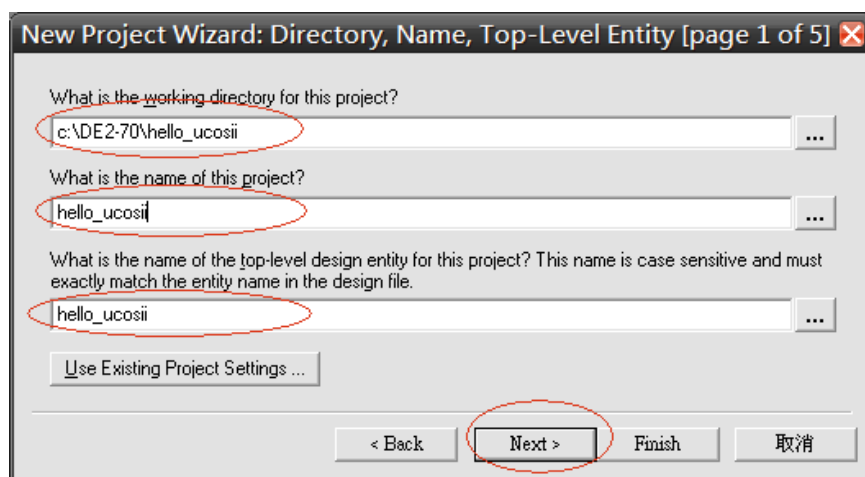 New Project Wizard: Directory, Name, Top-Level Entity [page 1 of 5]
What is the working directory for this project?
c:\DE2-70\hello_ucosii
...
What is the name of this project?
hello_ucosii
...
What is the name of the top-level design entity for this project? This name is case sensitive and must
exactly match the entity name in the design file.
hello_ucosii
...
Use Existing Project Settings ...
< Back Next > Finish 取消